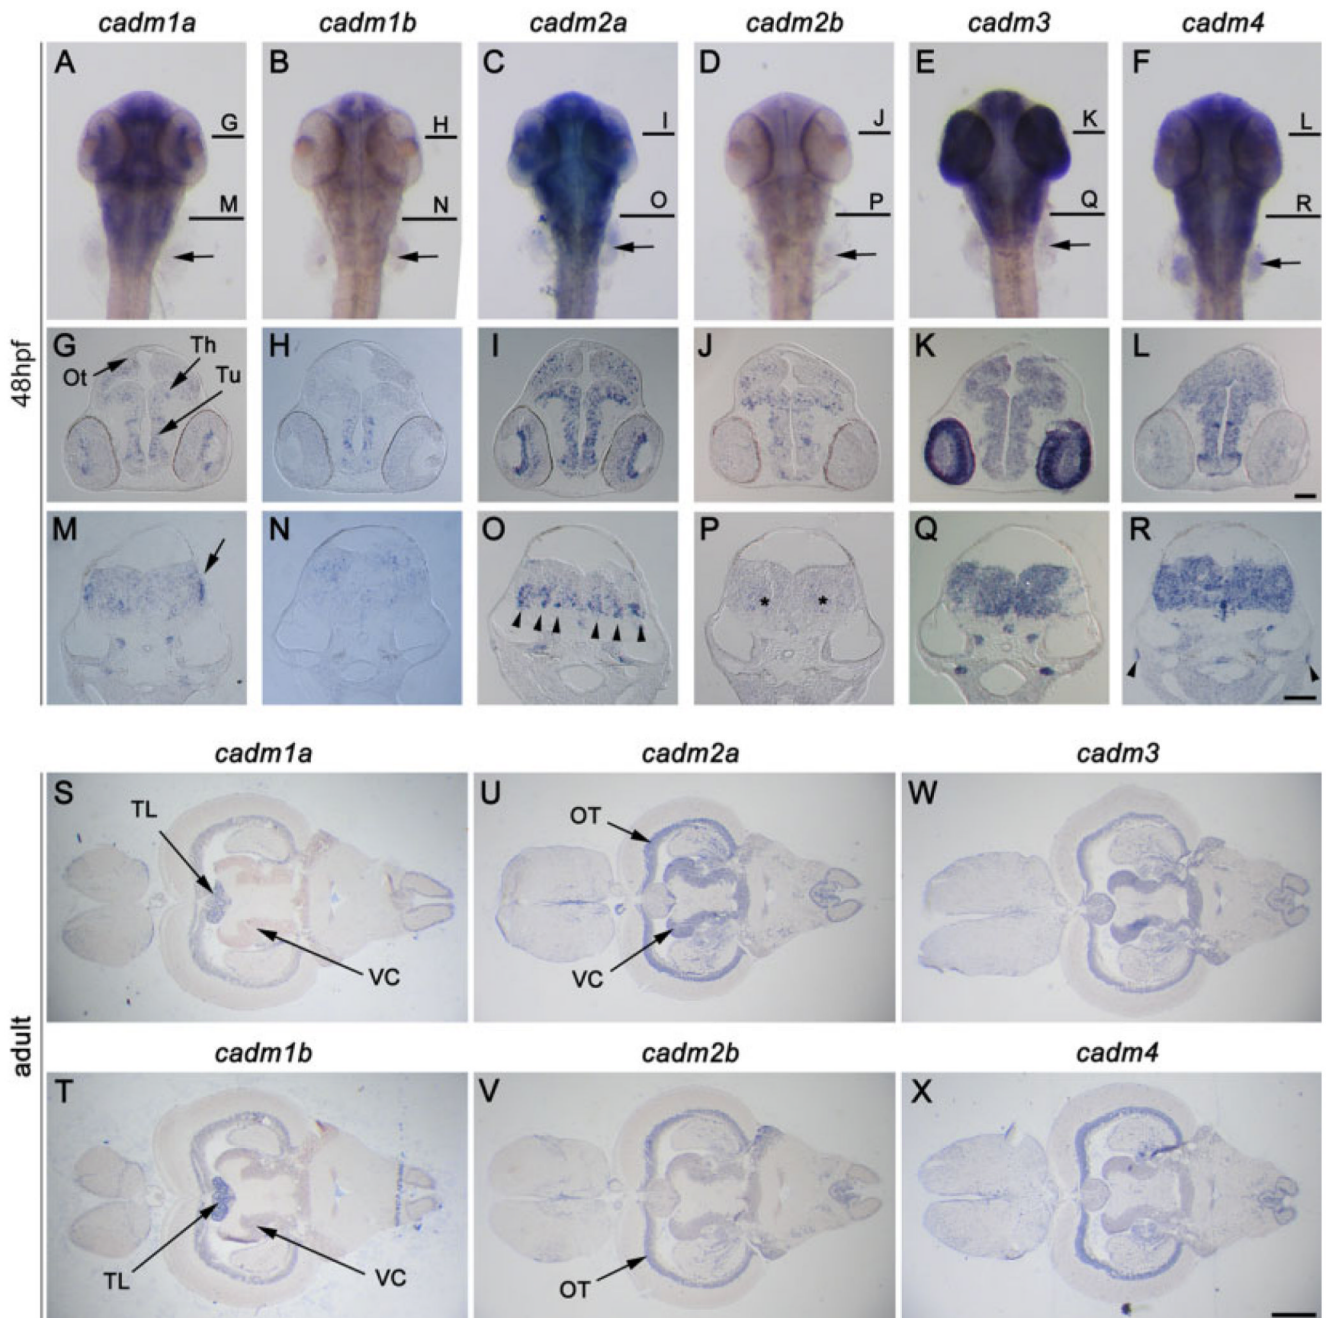 cadm1a cadm1b cadm2a cadm2b cadm3 cadm4
A B C D E F
G H I J K L
M N O P Q R
48hpf
G Ot Th Tu H I J K L
M N O * * P Q R
cadm1a cadm2a cadm3
S TL VC U OT VC W
adult
cadm1b cadm2b cadm4
T TL VC V OT X